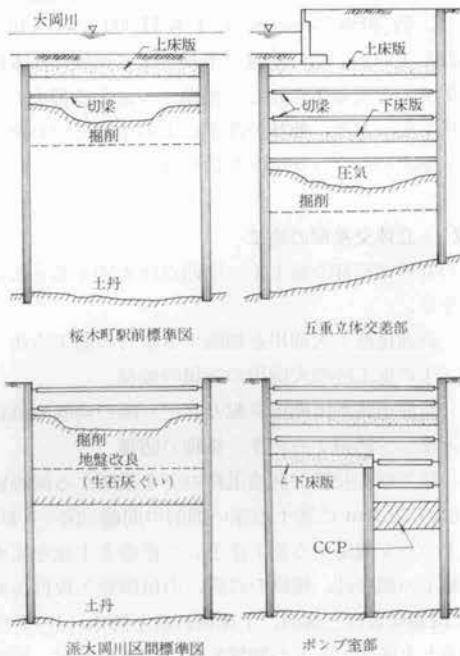 大岡川
上床版
切梁
掘削
土丹
桜木町駅前標準図
上床版
切梁
下床版
圧気
掘削
五重立体交差部
掘削
地盤改良
(生石灰ぐい)
土丹
派大岡川区間標準図
下床版
CCP
ポンプ室部